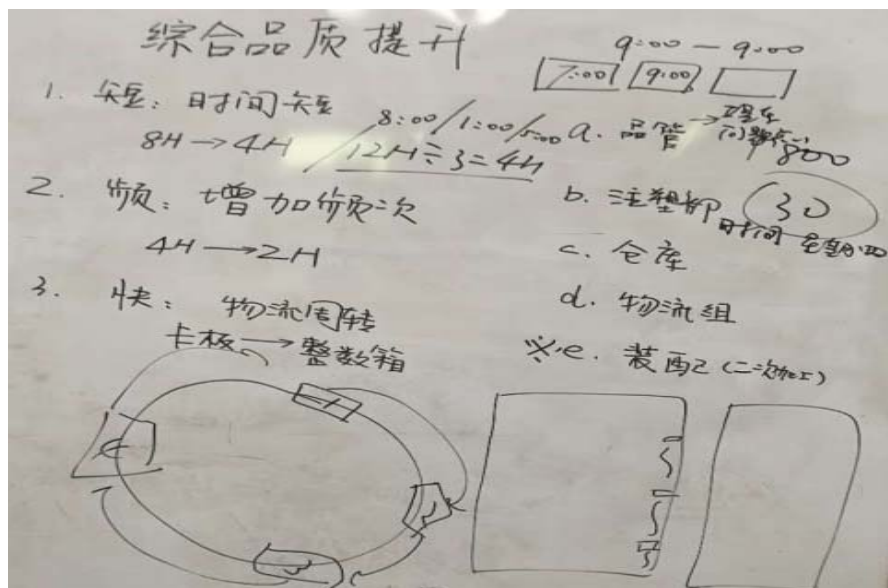 综合品质提升
9:00 — 9:00
7:00 9:00
1. 短: 时间短
8H → 4H
8:00/1:00/5:00
12H÷3=4H
a. 品管 →
800
2. 频: 增加频次
4H → 2H
b. 注塑部 30
时间
c. 仓库
3. 快: 物流周转
卡板 → 整数箱
d. 物流组
※e. 装配 (二次加工)